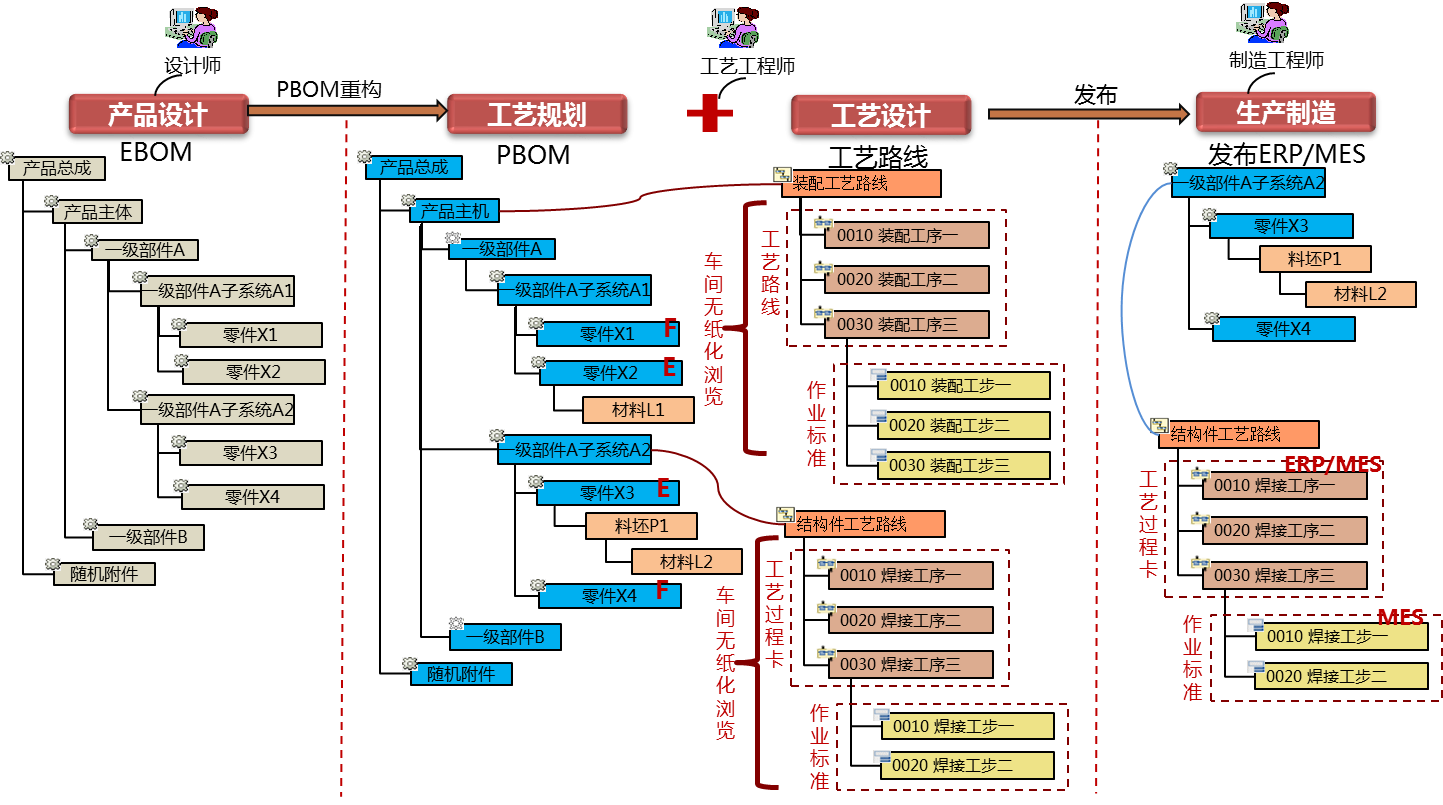 设计师
工艺工程师
制造工程师
产品设计
PBOM重构
工艺规划
工艺设计
发布
生产制造
EBOM
PBOM
工艺路线
发布ERP/MES
产品总成
产品主体
一级部件A
一级部件A子系统A1
零件X1
零件X2
一级部件A子系统A2
零件X3
零件X4
一级部件B
随机附件
产品总成
产品主机
一级部件A
一级部件A子系统A1
零件X1
F
零件X2
E
材料L1
一级部件A子系统A2
零件X3
E
料坯P1
材料L2
零件X4
F
一级部件B
随机附件
车间无纸化浏览
装配工艺路线
工艺路线
0010 装配工序一
0020 装配工序二
0030 装配工序三
作业标准
0010 装配工步一
0020 装配工步二
0030 装配工步三
车间无纸化浏览
结构件工艺路线
工艺过程卡
0010 焊接工序一
0020 焊接工序二
0030 焊接工序三
作业标准
0010 焊接工步一
0020 焊接工步二
一级部件A子系统A2
零件X3
料坯P1
材料L2
零件X4
结构件工艺路线
ERP/MES
工艺过程卡
0010 焊接工序一
0020 焊接工序二
0030 焊接工序三
MES
作业标准
0010 焊接工步一
0020 焊接工步二